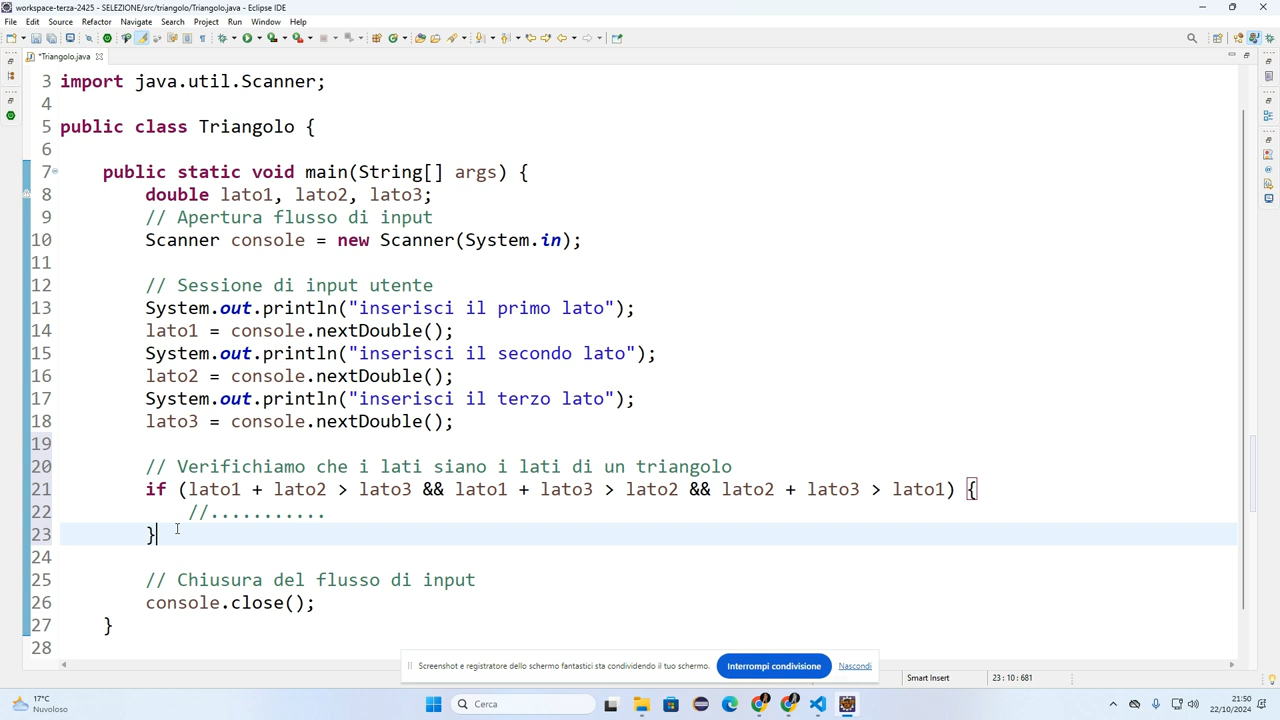 workspace-terza-2425 - SELEZIONE/src/triangolo/Triangolo.java - Eclipse IDE
File Edit Source Refactor Navigate Search Project Run Window Help
*Triangolo.java
3 import java.util.Scanner;
4
5 public class Triangolo {
6
7 public static void main(String[] args) {
8 double lato1, lato2, lato3;
9 // Apertura flusso di input
10 Scanner console = new Scanner(System.in);
11
12 // Sessione di input utente
13 System.out.println("inserisci il primo lato");
14 lato1 = console.nextDouble();
15 System.out.println("inserisci il secondo lato");
16 lato2 = console.nextDouble();
17 System.out.println("inserisci il terzo lato");
18 lato3 = console.nextDouble();
19
20 // Verifichiamo che i lati siano i lati di un triangolo
21 if (lato1 + lato2 > lato3 && lato1 + lato3 > lato2 && lato2 + lato3 > lato1) {
22 //...........
23 }
24
25 // Chiusura del flusso di input
26 console.close();
27 }
28
Screenshot e registratore dello schermo fantastici sta condividendo il tuo schermo. Interrompi condivisione Nascondi
Smart Insert 23 : 10 : 681
17°C
Nuvoloso
Cerca
21:50
22/10/2024